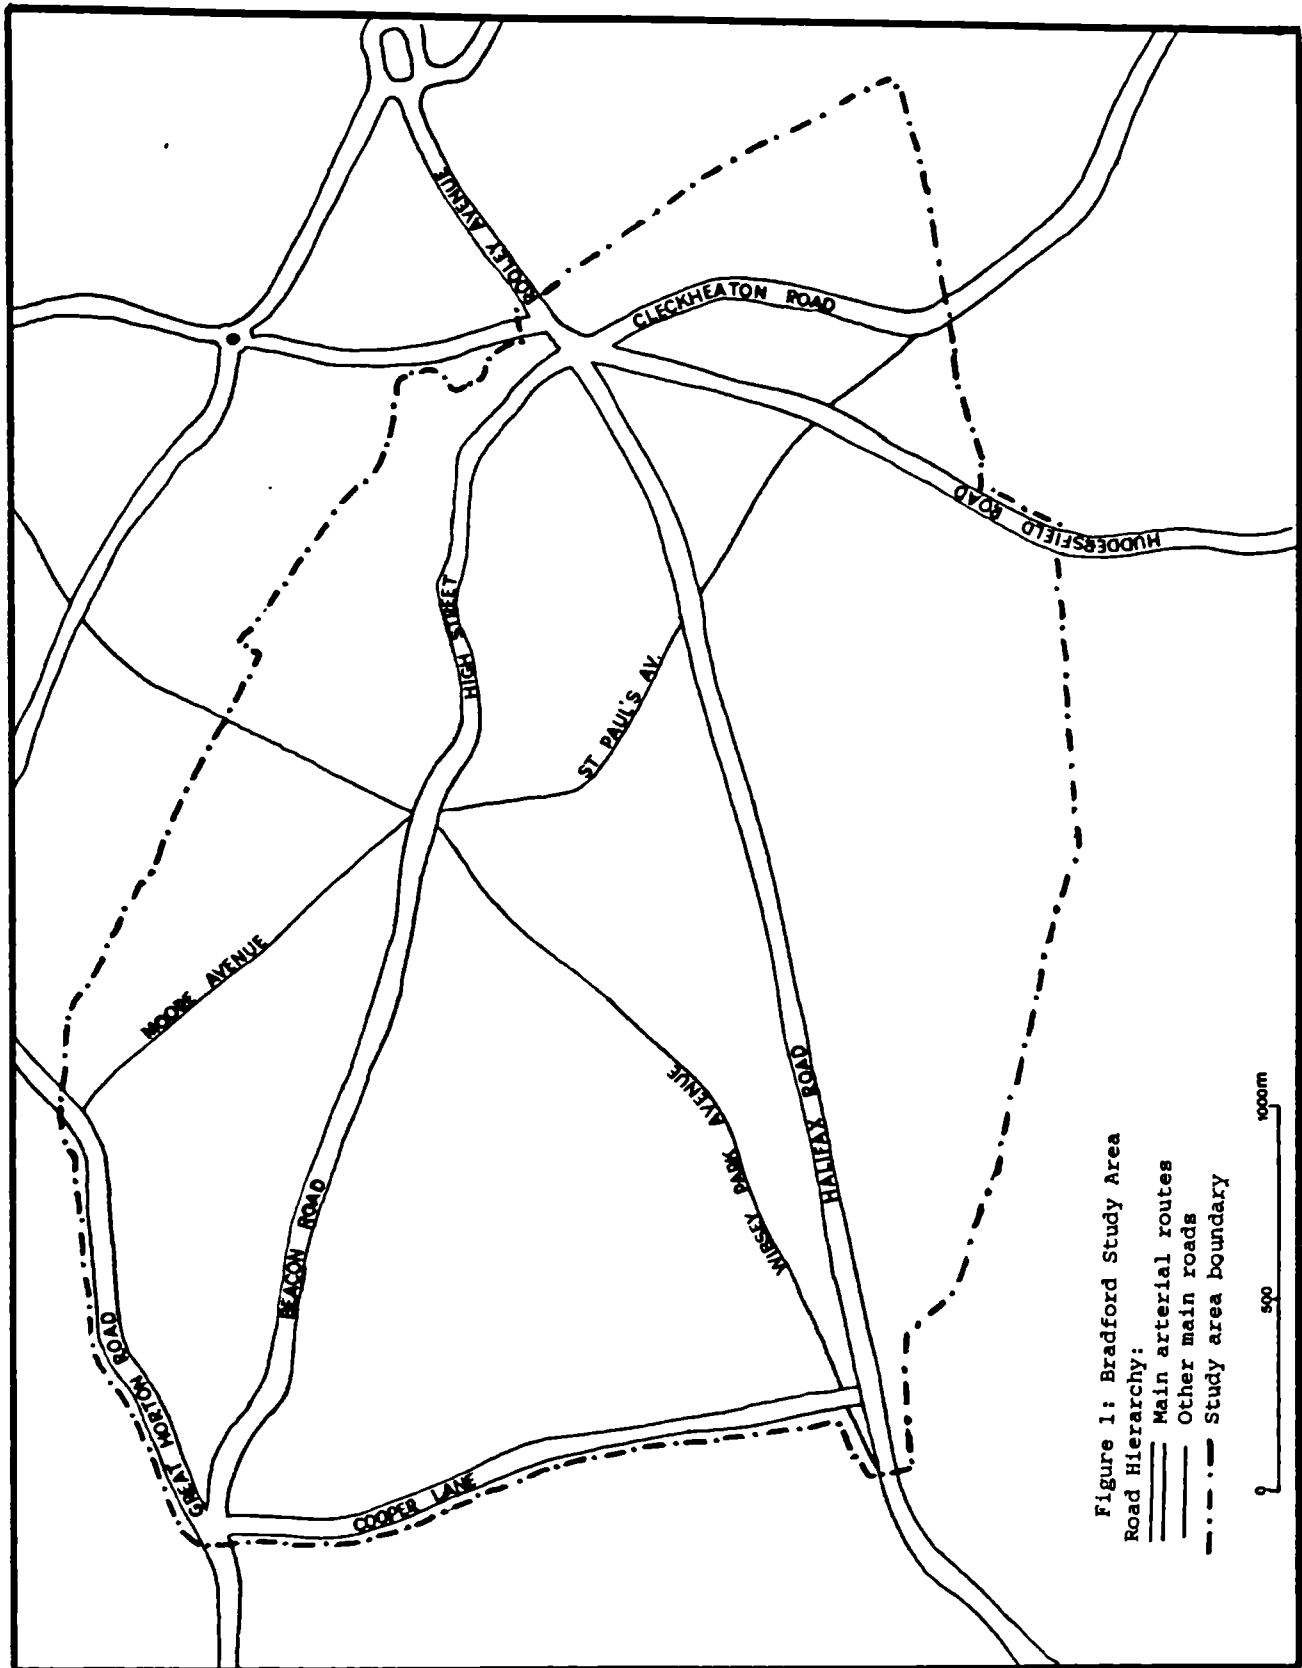 ROOLEY AVENUE
CLECKHEATON ROAD
HUDDERSFIELD ROAD
HIGH STREET
ST PAUL'S AV.
MOORE AVENUE
WIBSEY PARK AVENUE
HALIFAX ROAD
BEACON ROAD
GREAT HORTON ROAD
COOPER LANE
Figure 1: Bradford Study Area
Road Hierarchy:
Main arterial routes
Other main roads
Study area boundary
0 500 1000m